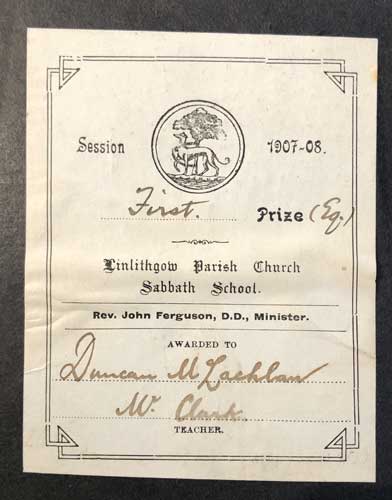 Session 1907-08.
First. Prize (Eq.)
Linlithgow Parish Church
Sabbath School.
Rev. John Ferguson, D.D., Minister.
AWARDED TO
Duncan McLachlan
Mr. Clark.
TEACHER.